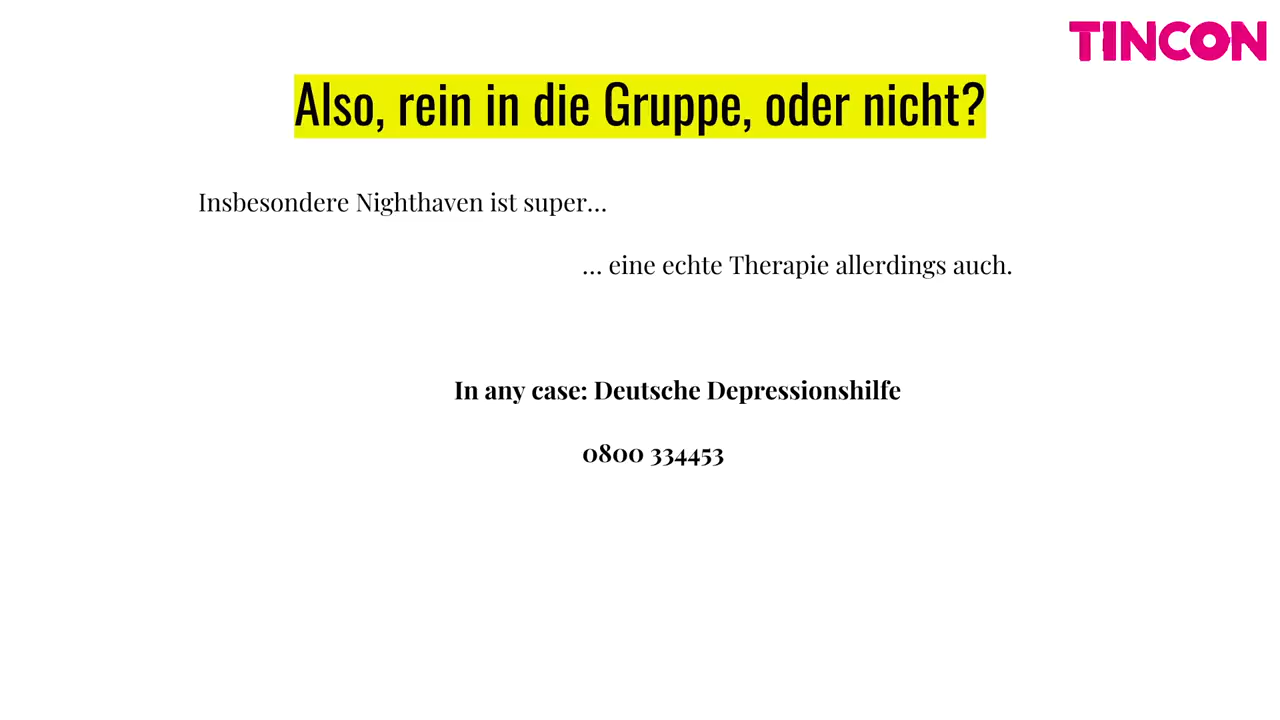 TINCON
Also, rein in die Gruppe, oder nicht?
Insbesondere Nighthaven ist super...
... eine echte Therapie allerdings auch.
In any case: Deutsche Depressionshilfe
0800 334453